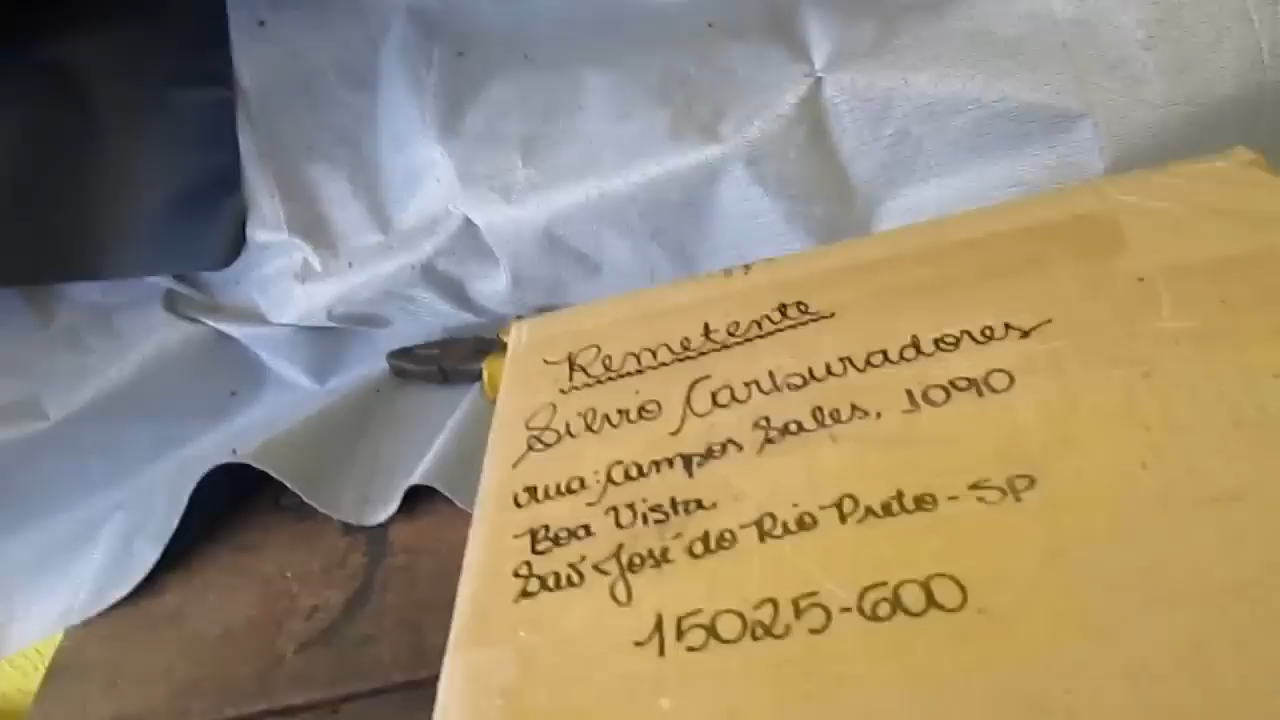 Remetente
Silvio Carburadores
rua: Campos Sales, 1090
Boa Vista
São José do Rio Preto - SP
15025-600